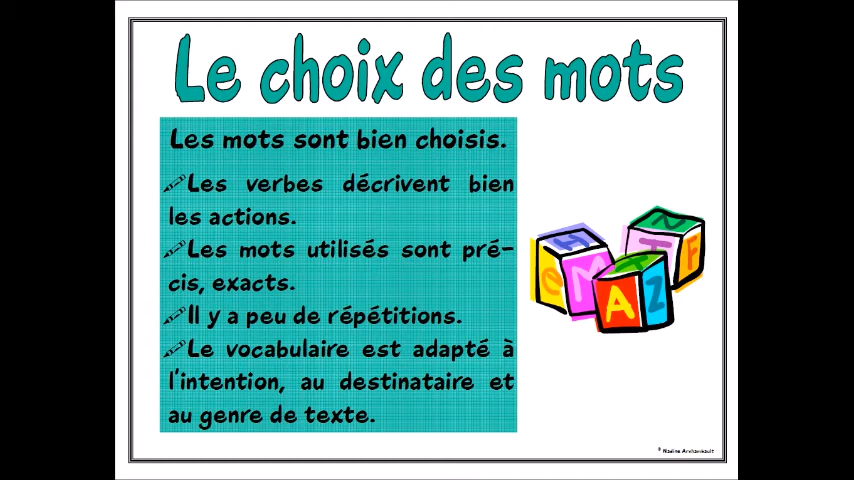 Le choix des mots
Les mots sont bien choisis.
Les verbes décrivent bien
les actions.
Les mots utilisés sont pré-
cis, exacts.
Il y a peu de répétitions.
Le vocabulaire est adapté à
l'intention, au destinataire et
au genre de texte.
H
N
e
M
T
I
F
A
Z
Nadine Archambault